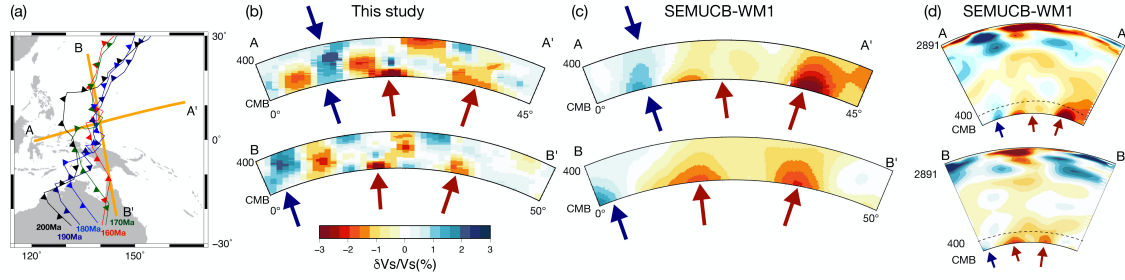 (a)
30°
B
A'
A
0°
B'
200Ma
190Ma
180Ma
170Ma
160Ma
−30°
120°
150°
(b)
This study
A
A'
400
CMB
0°
45°
B
B'
400
CMB
0°
50°
−3 −2 −1 0 1 2 3
δVs/Vs(%)
(c)
SEMUCB-WM1
A
A'
400
CMB
0°
45°
B
B'
400
CMB
0°
50°
(d)
SEMUCB-WM1
A
A'
2891
400
CMB
B
B'
2891
400
CMB